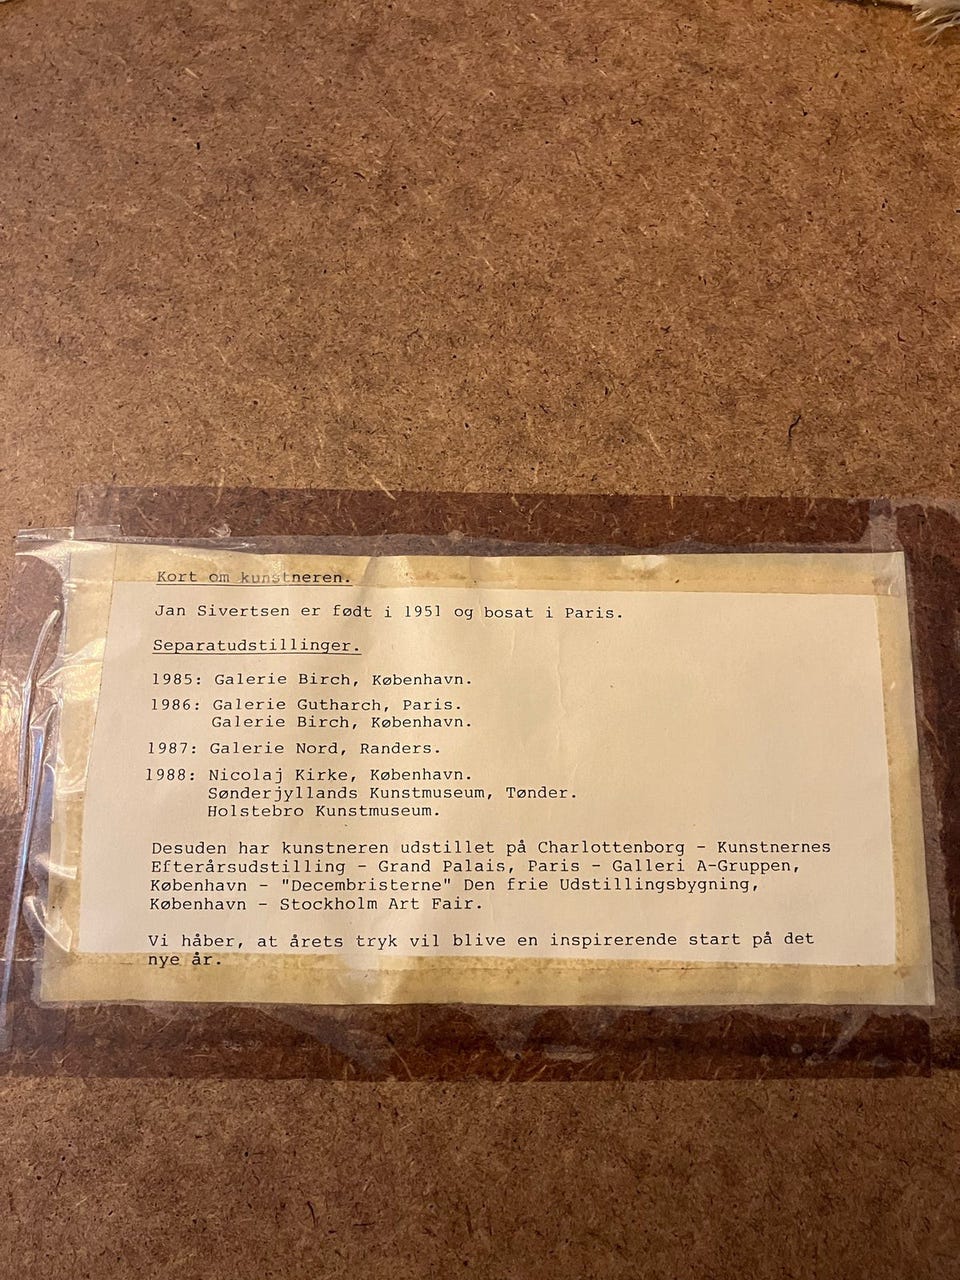 Kort om kunstneren.
Jan Sivertsen er født i 1951 og bosat i Paris.
Separatudstillinger.
1985: Galerie Birch, København.
1986: Galerie Gutharch, Paris.
Galerie Birch, København.
1987: Galerie Nord, Randers.
1988: Nicolaj Kirke, København.
Sønderjyllands Kunstmuseum, Tønder.
Holstebro Kunstmuseum.
Desuden har kunstneren udstillet på Charlottenborg - Kunstnernes
Efterårsudstilling - Grand Palais, Paris - Galleri A-Gruppen,
København - "Decembristerne" Den frie Udstillingsbygning,
København - Stockholm Art Fair.
Vi håber, at årets tryk vil blive en inspirerende start på det
nye år.